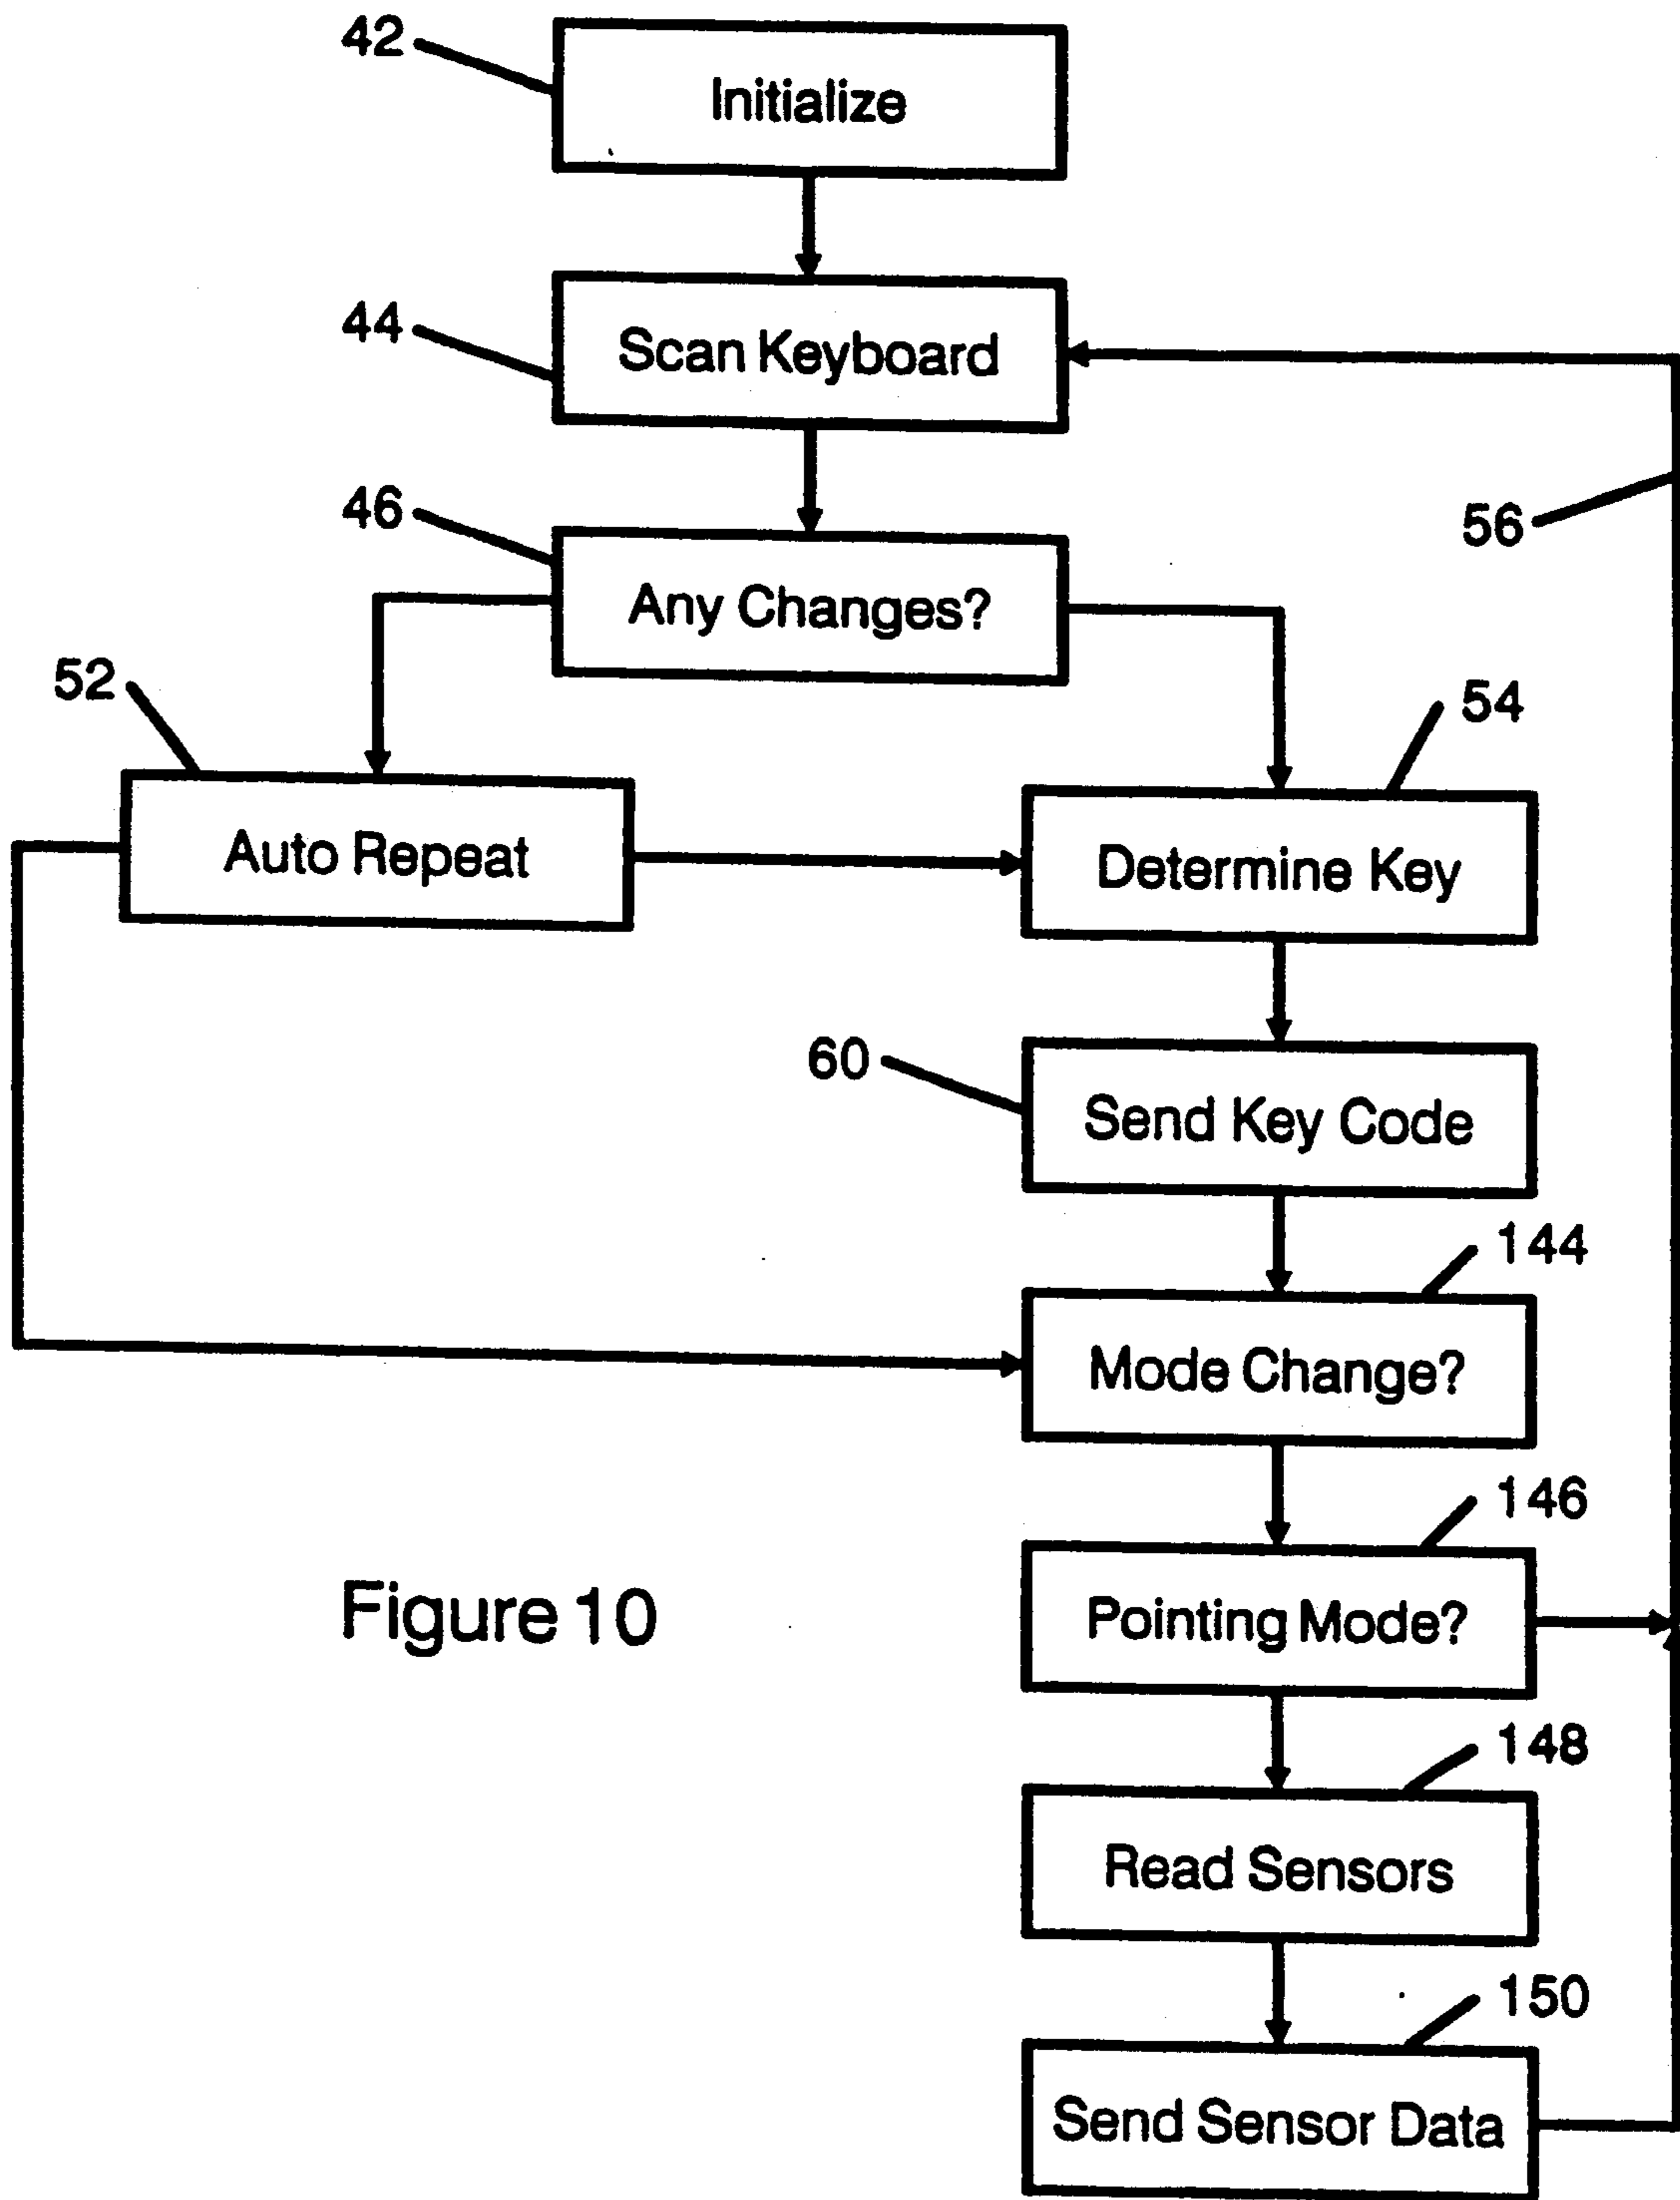 42
Initialize
44
Scan Keyboard
46
56
Any Changes?
52
54
Auto Repeat
Determine Key
60
Send Key Code
144
Mode Change?
146
Figure 10
Pointing Mode?
148
Read Sensors
150
Send Sensor Data